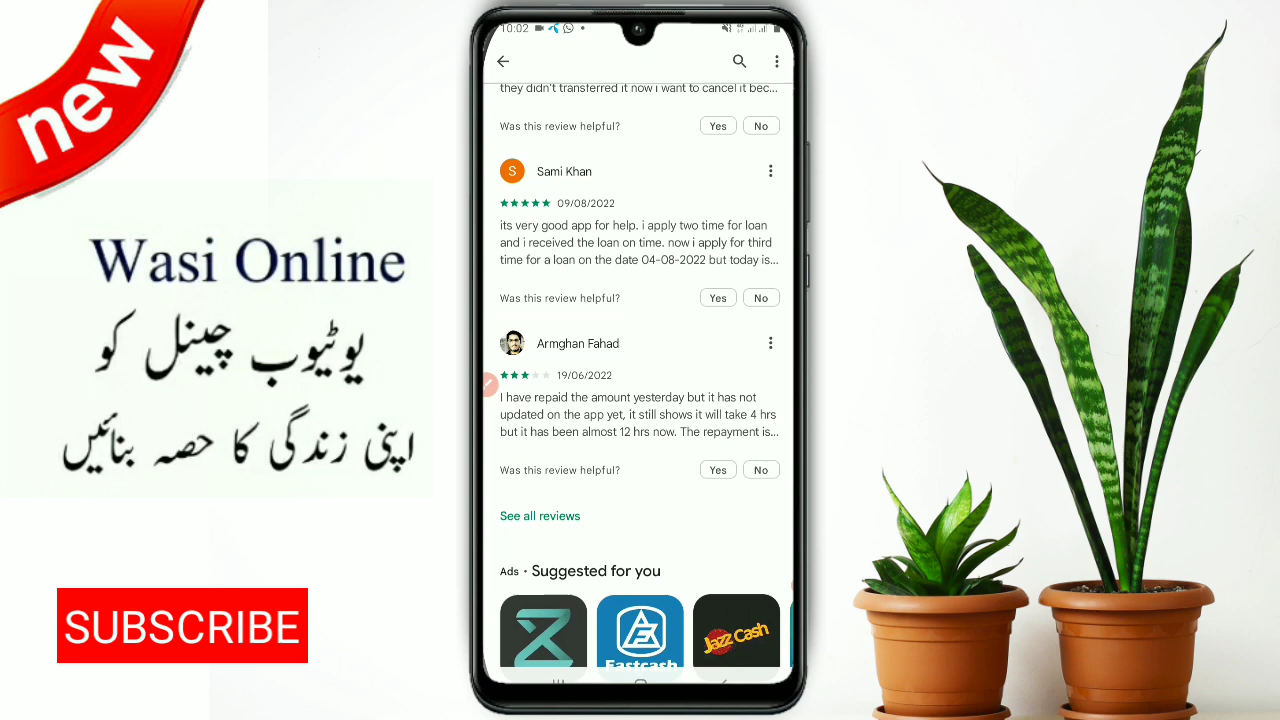 new
Wasi Online
یوٹیوب چینل کو
اپنی زندگی کا حصہ بنائیں
SUBSCRIBE
10:02
they didn't transferred it now i want to cancel it bec...
Was this review helpful?
Yes
No
S
Sami Khan
09/08/2022
its very good app for help. i apply two time for loan
and i received the loan on time. now i apply for third
time for a loan on the date 04-08-2022 but today is...
Was this review helpful?
Yes
No
Armghan Fahad
19/06/2022
I have repaid the amount yesterday but it has not
updated on the app yet, it still shows it will take 4 hrs
but it has been almost 12 hrs now. The repayment is...
Was this review helpful?
Yes
No
See all reviews
Ads • Suggested for you
Fastcash
Jazz Cash